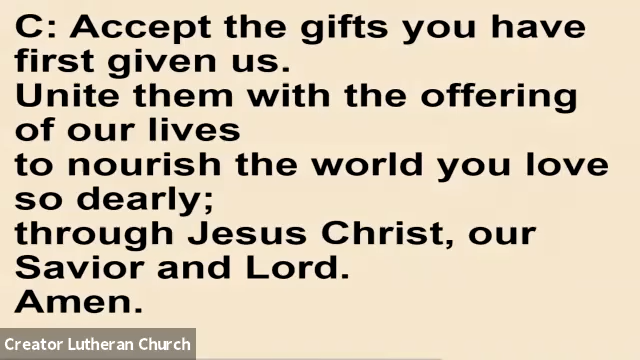 C: Accept the gifts you have
first given us.
Unite them with the offering
of our lives
to nourish the world you love
so dearly;
through Jesus Christ, our
Savior and Lord.
Amen.
Creator Lutheran Church